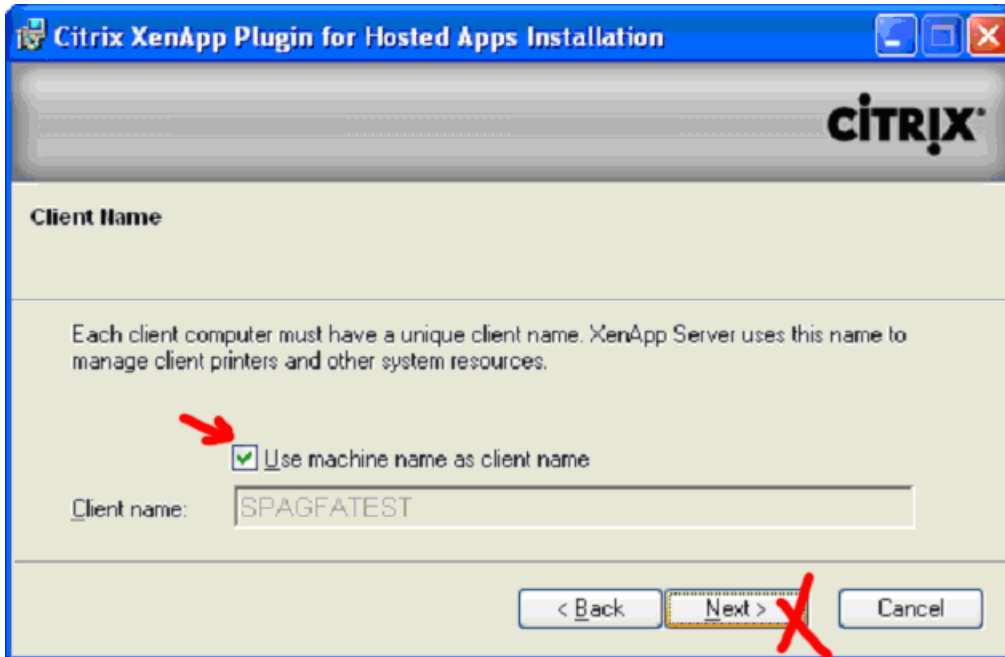 Citrix XenApp Plugin for Hosted Apps Installation
CİTRIX
Client Name
Each client computer must have a unique client name. XenApp Server uses this name to
manage client printers and other system resources.
Use machine name as client name
Client name: SPAGFATEST
< Back Next > Cancel